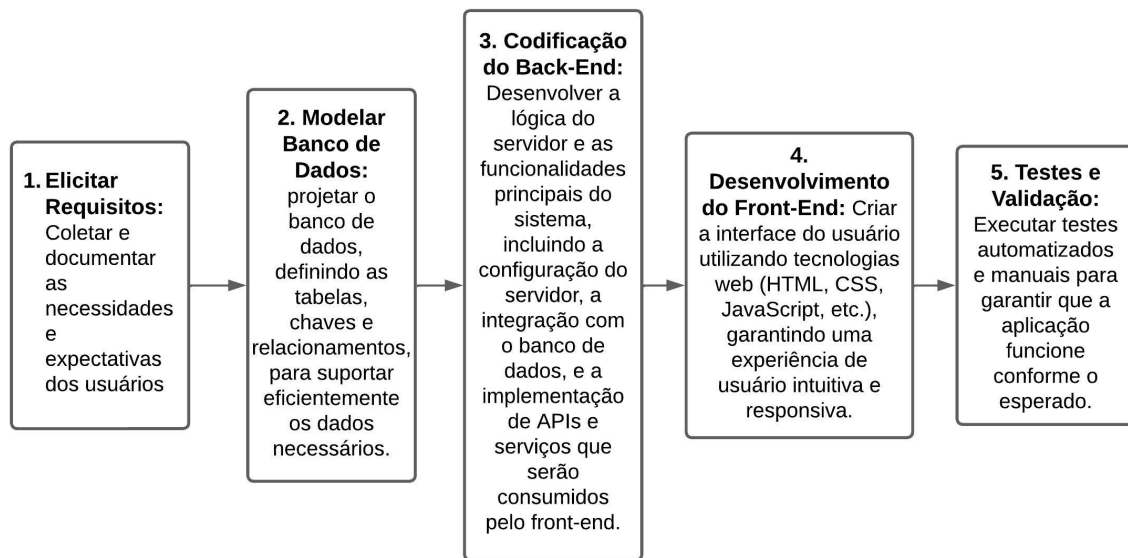 1. Elicitar
Requisitos:
Coletar e
documentar
as
necessidades
e
expectativas
dos usuários
2. Modelar
Banco de
Dados:
projetar o
banco de
dados,
definindo as
tabelas,
chaves e
relacionamentos,
para suportar
eficientemente
os dados
necessários.
3. Codificação
do Back-End:
Desenvolver a
lógica do
servidor e as
funcionalidades
principais do
sistema,
incluindo a
configuração do
servidor, a
integração com
o banco de
dados, e a
implementação
de APIs e
serviços que
serão
consumidos
pelo front-end.
4.
Desenvolvimento
do Front-End: Criar
a interface do usuário
utilizando tecnologias
web (HTML, CSS,
JavaScript, etc.),
garantindo uma
experiência de
usuário intuitiva e
responsiva.
5. Testes e
Validação:
Executar testes
automatizados
e manuais para
garantir que a
aplicação
funcione
conforme o
esperado.